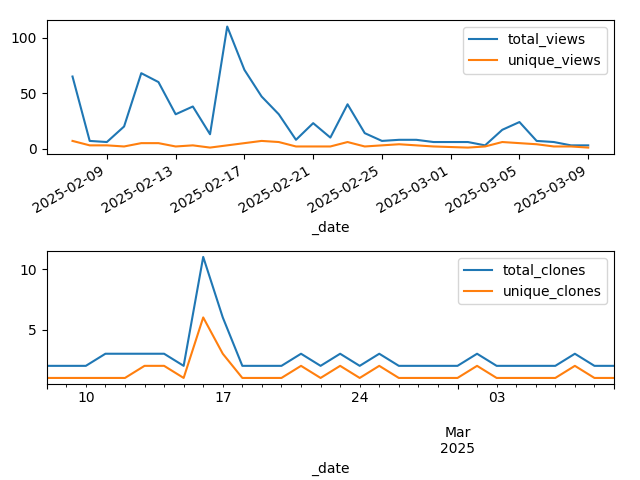 100
50
0
total_views
unique_views
2025-02-09
2025-02-13
2025-02-17
2025-02-21
2025-02-25
2025-03-01
2025-03-05
2025-03-09
_date
10
5
total_clones
unique_clones
10
17
24
03
Mar
2025
_date